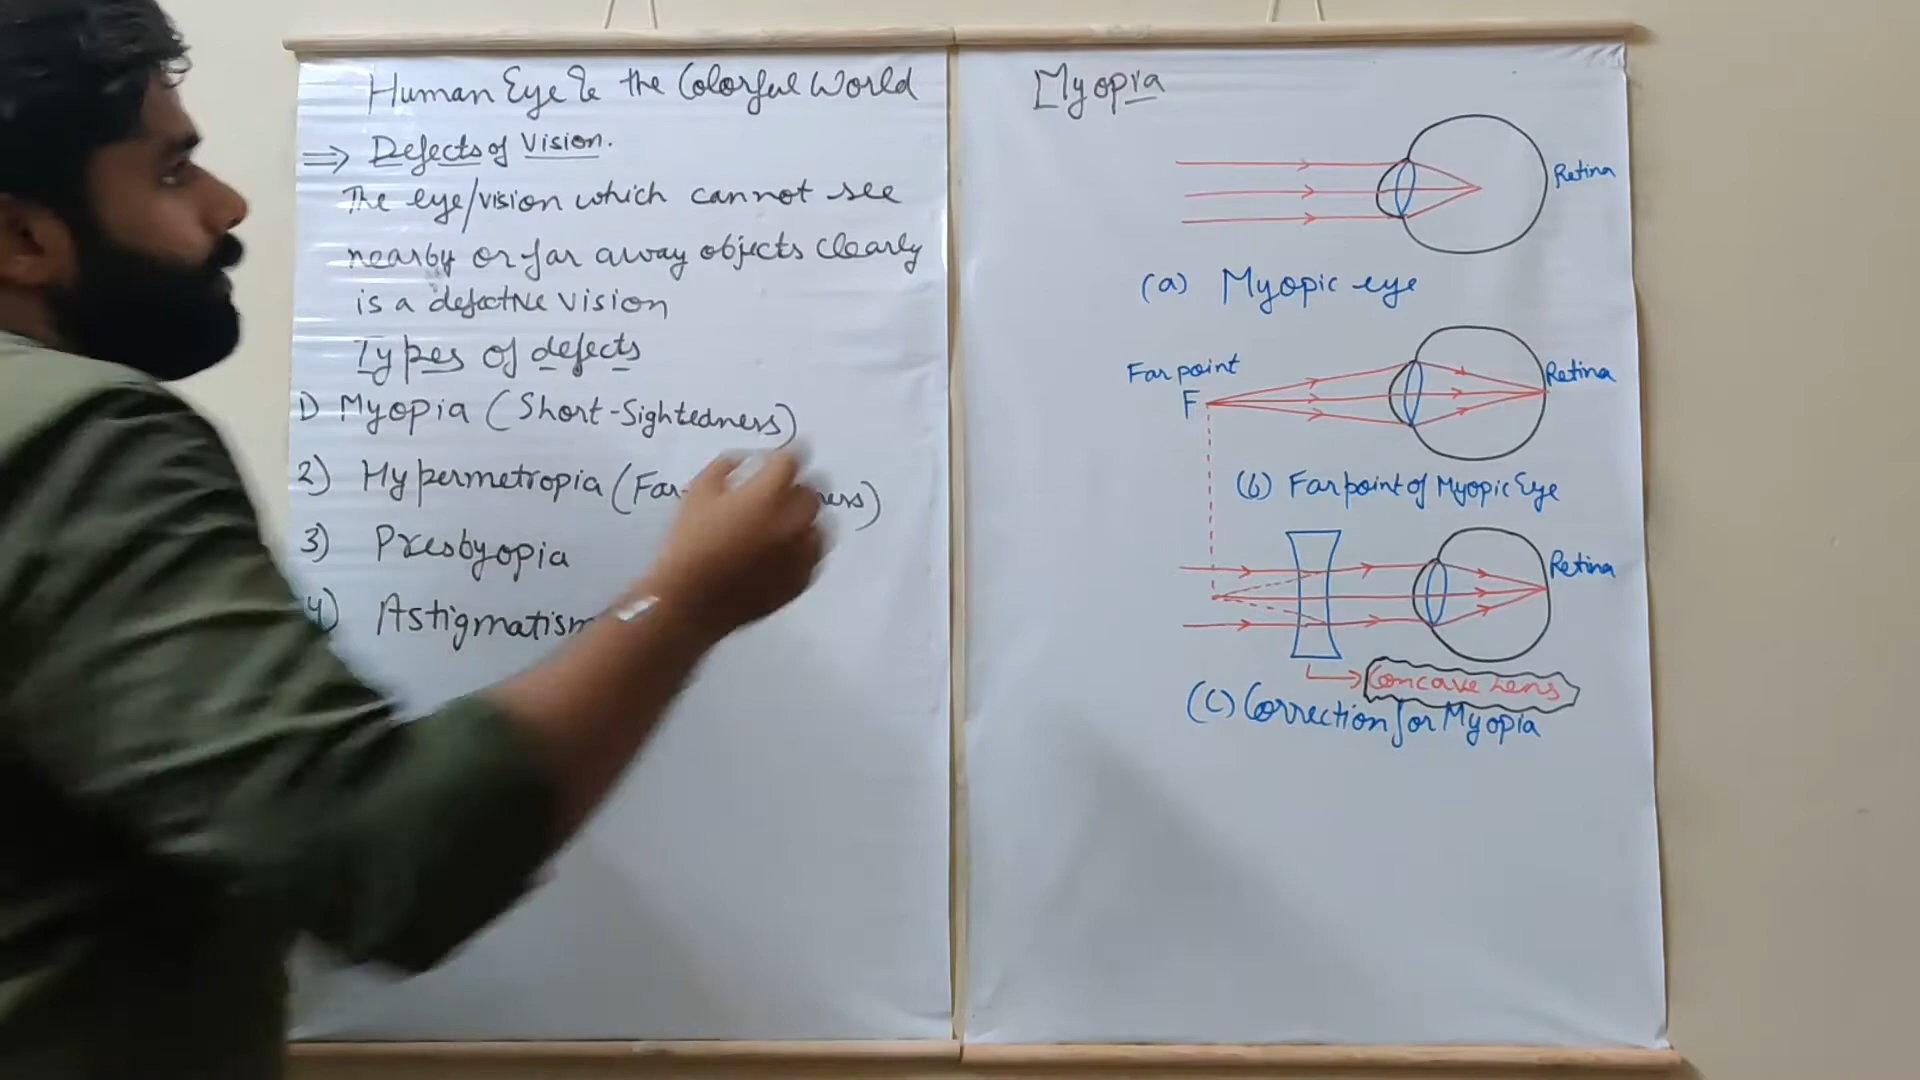 Human Eye & the Colorful World
⇒ Defects of Vision.
The eye/vision which cannot see
nearby or far away objects clearly
is a defective vision
Types of defects
1) Myopia (Short-Sightedness)
2) Hypermetropia (Far-
3) Presbyopia
4) Astigmatism
Myopia
Retina
(a) Myopic eye
Far point
F
Retina
(b) Far point of Myopic Eye
Retina
Concave Lens
(C) Correction for Myopia